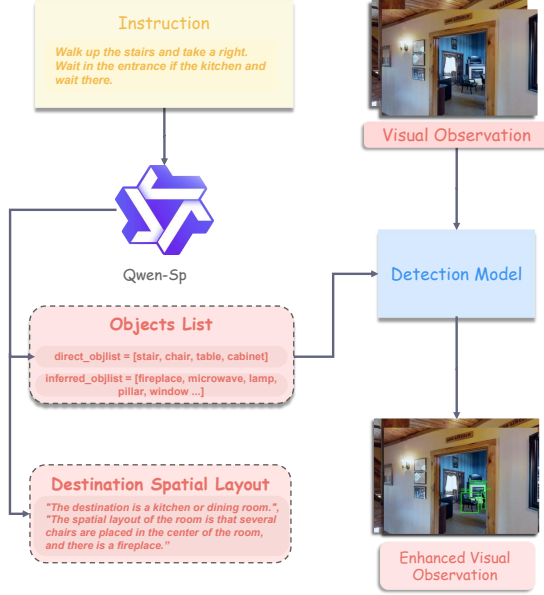 Instruction
Walk up the stairs and take a right.
Wait in the entrance if the kitchen and
wait there.
Visual Observation
Qwen-Sp
Detection Model
Objects List
direct_objlist = [stair, chair, table, cabinet]
inferred_objlist = [fireplace, microwave, lamp,
pillar, window ...]
Destination Spatial Layout
"The destination is a kitchen or dining room.",
"The spatial layout of the room is that several
chairs are placed in the center of the room,
and there is a fireplace.”
Enhanced Visual
Observation